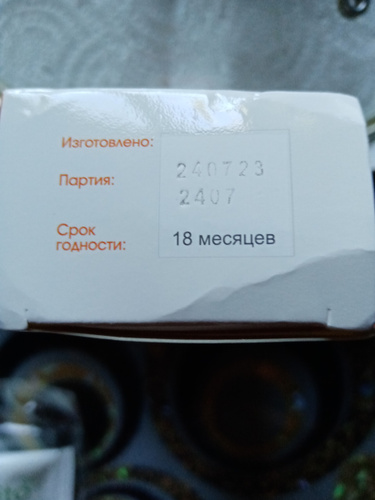 Изготовлено: 240723
Партия: 2407
Срок
годности: 18 месяцев